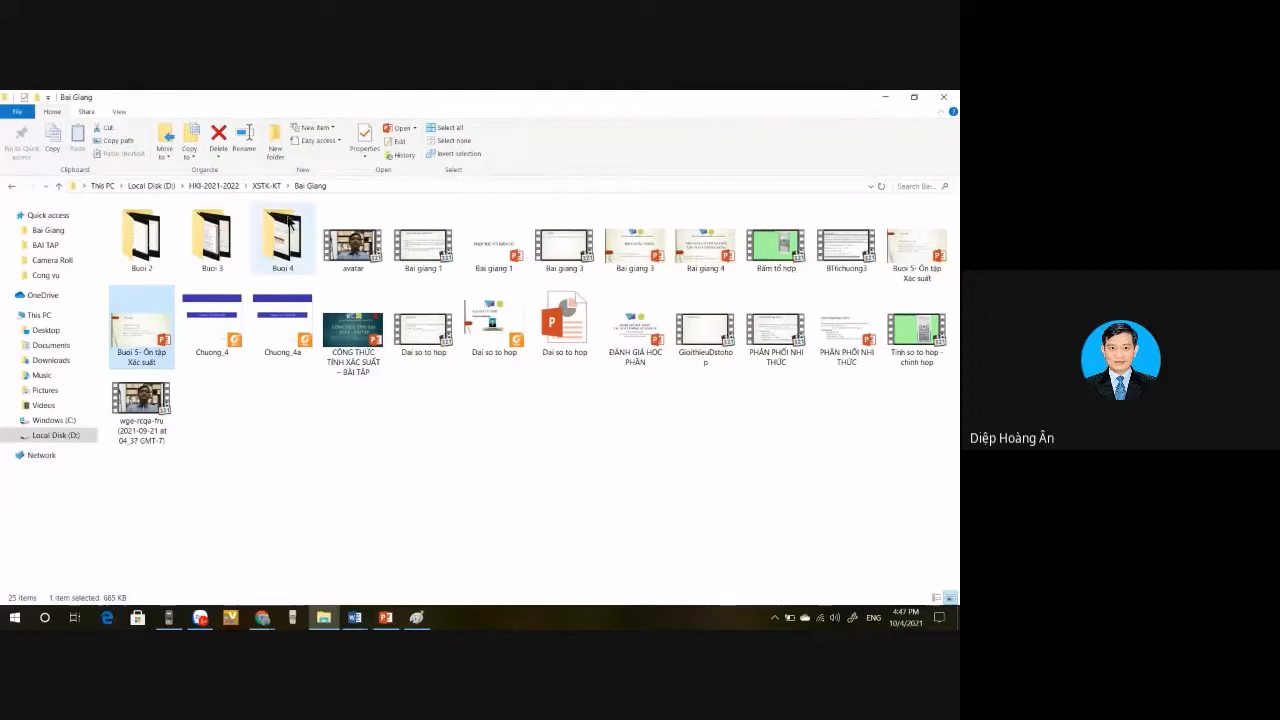 Bai Giang
File Home Share View
Pin to Quick access
Copy
Paste
Cut
Copy path
Paste shortcut
Clipboard
Move to
Copy to
Delete
Rename
Organize
New folder
New item
Easy access
New
Properties
Open
Edit
History
Open
Select all
Select none
Invert selection
Select
This PC Local Disk (D:) HKI-2021-2022 XSTK-KT Bai Giang
Search Bai...
Quick access
Bai Giang
BAI TAP
Camera Roll
Cong vu
OneDrive
This PC
Desktop
Documents
Downloads
Music
Pictures
Videos
Windows (C:)
Local Disk (D:)
Network
Buoi 2
Buoi 3
Buoi 4
avatar
Bai giang 1
Bai giang 1
Bai giang 3
Bai giang 3
Bai giang 4
Bấm tổ hợp
BT6chuong3
Buoi 5- Ôn tập
Xác suất
Buoi 5- Ôn tập
Xác suất
Chuong_4
Chuong_4a
CÔNG THỨC
TÍNH XÁC SUẤT
– BÀI TẬP
Dai so to hop
Dai so to hop
Dai so to hop
ĐÁNH GIÁ HỌC
PHẦN
GioithieuDstoho
p
PHÂN PHỐI NHỊ
THỨC
PHÂN PHỐI NHỊ
THỨC
Tinh so to hop -
chinh hop
wge-rcqa-fru
(2021-09-21 at
04_37 GMT-7)
25 items 1 item selected 665 KB
ENG
4:47 PM
10/4/2021
Diệp Hoàng Ân